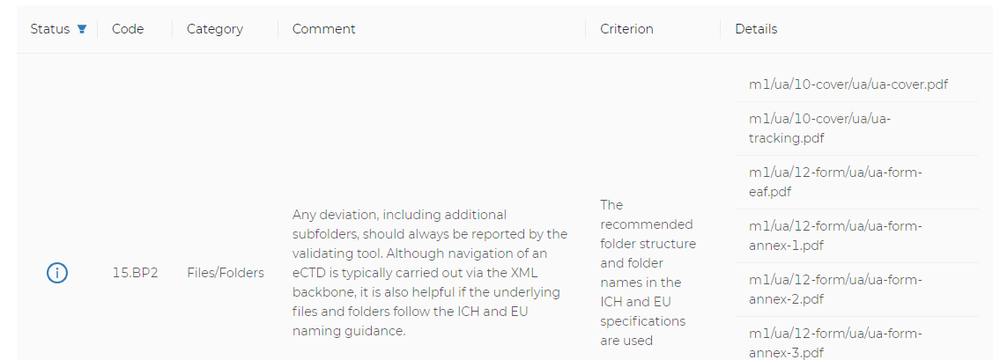 Status Code Category Comment Criterion Details
15.BP2
Files/Folders
Any deviation, including additional
subfolders, should always be reported by the
validating tool. Although navigation of an
eCTD is typically carried out via the XML
backbone, it is also helpful if the underlying
files and folders follow the ICH and EU
naming guidance.
The
recommended
folder structure
and folder
names in the
ICH and EU
specifications
are used
m1/ua/10-cover/ua/ua-cover.pdf
m1/ua/10-cover/ua/ua-
tracking.pdf
m1/ua/12-form/ua/ua-form-
eaf.pdf
m1/ua/12-form/ua/ua-form-
annex-1.pdf
m1/ua/12-form/ua/ua-form-
annex-2.pdf
m1/ua/12-form/ua/ua-form-
annex-3.pdf